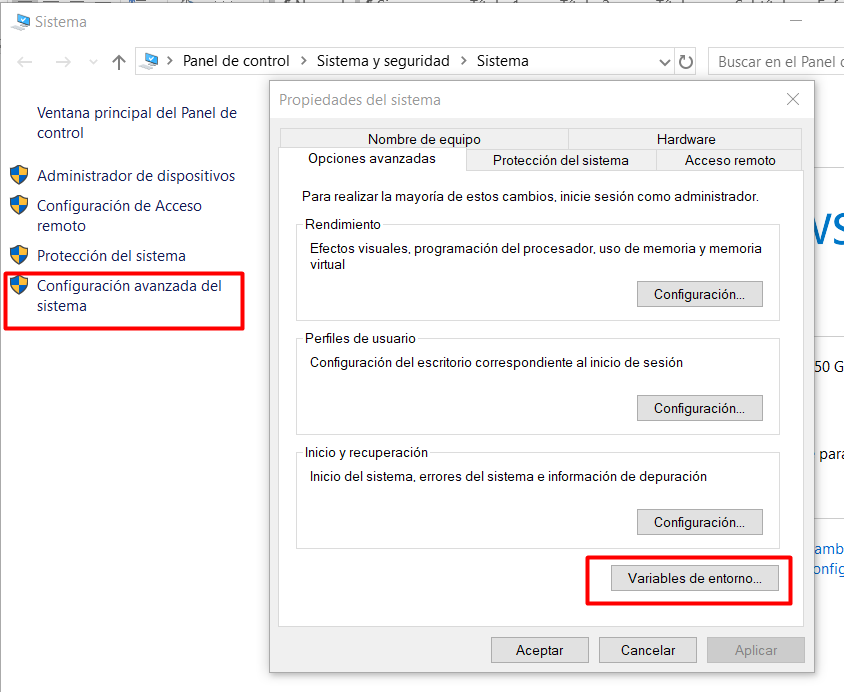 Sistema
Panel de control
Sistema y seguridad
Sistema
Buscar en el Panel
Ventana principal del Panel de
control
Administrador de dispositivos
Configuración de Acceso
remoto
Protección del sistema
Configuración avanzada del
sistema
Propiedades del sistema
Nombre de equipo
Hardware
Opciones avanzadas
Protección del sistema
Acceso remoto
Para realizar la mayoría de estos cambios, inicie sesión como administrador.
Rendimiento
Efectos visuales, programación del procesador, uso de memoria y memoria
virtual
Configuración...
Perfiles de usuario
Configuración del escritorio correspondiente al inicio de sesión
Configuración...
Inicio y recuperación
Inicio del sistema, errores del sistema e información de depuración
Configuración...
Variables de entorno...
Aceptar
Cancelar
Aplicar
50 G
para